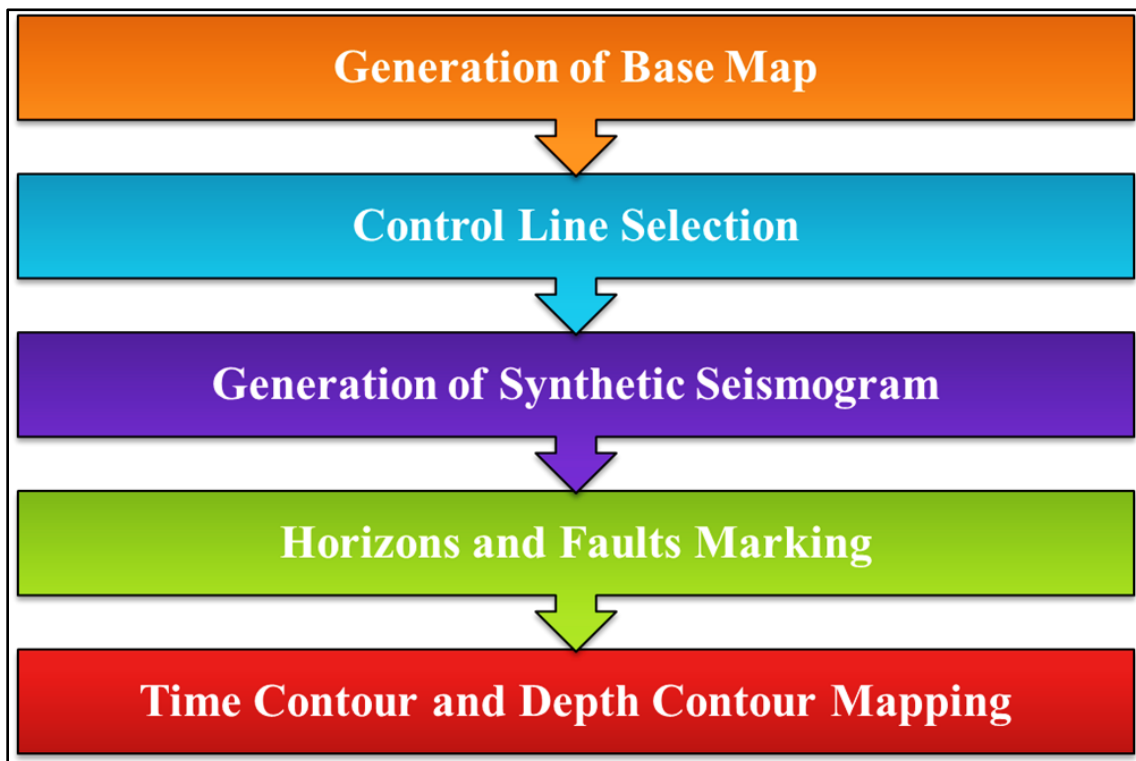 Generation of Base Map
Control Line Selection
Generation of Synthetic Seismogram
Horizons and Faults Marking
Time Contour and Depth Contour Mapping